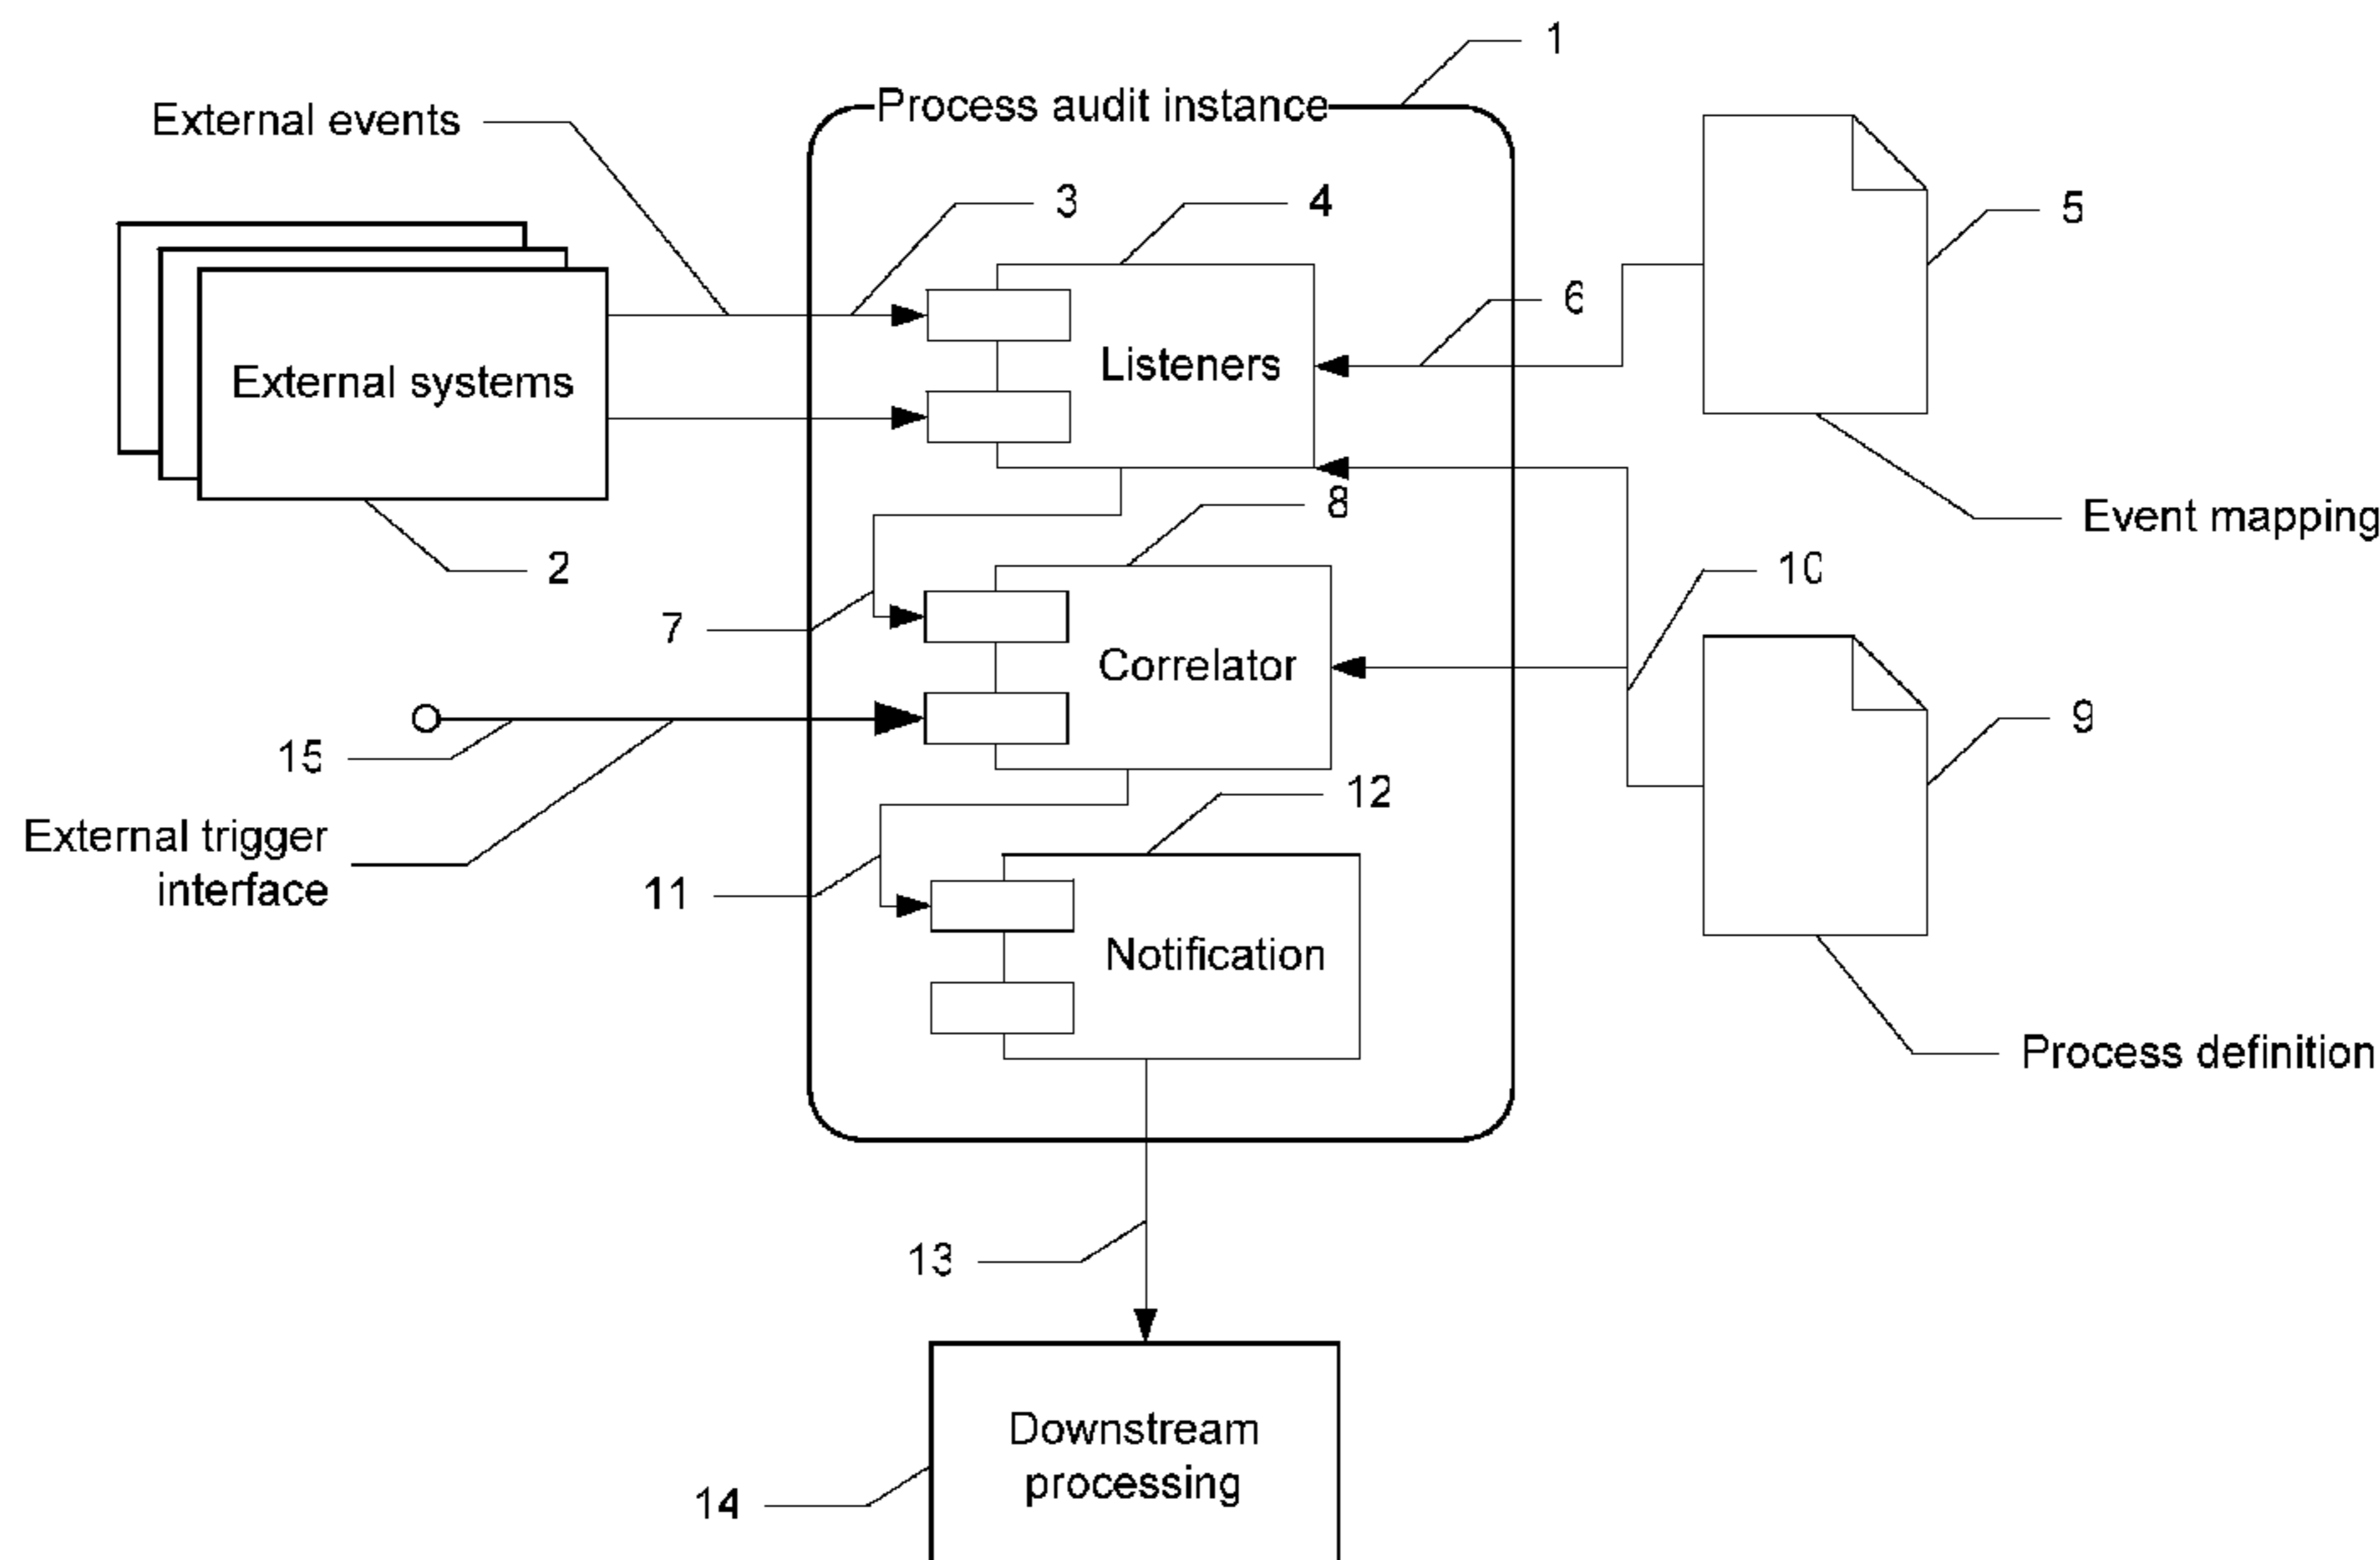 1
Process audit instance
External events
3
4
5
6
External systems
Listeners
8
Event mapping
2
10
7
Correlator
9
15
12
External trigger
interface
11
Notification
Process definition
13
Downstream
processing
14